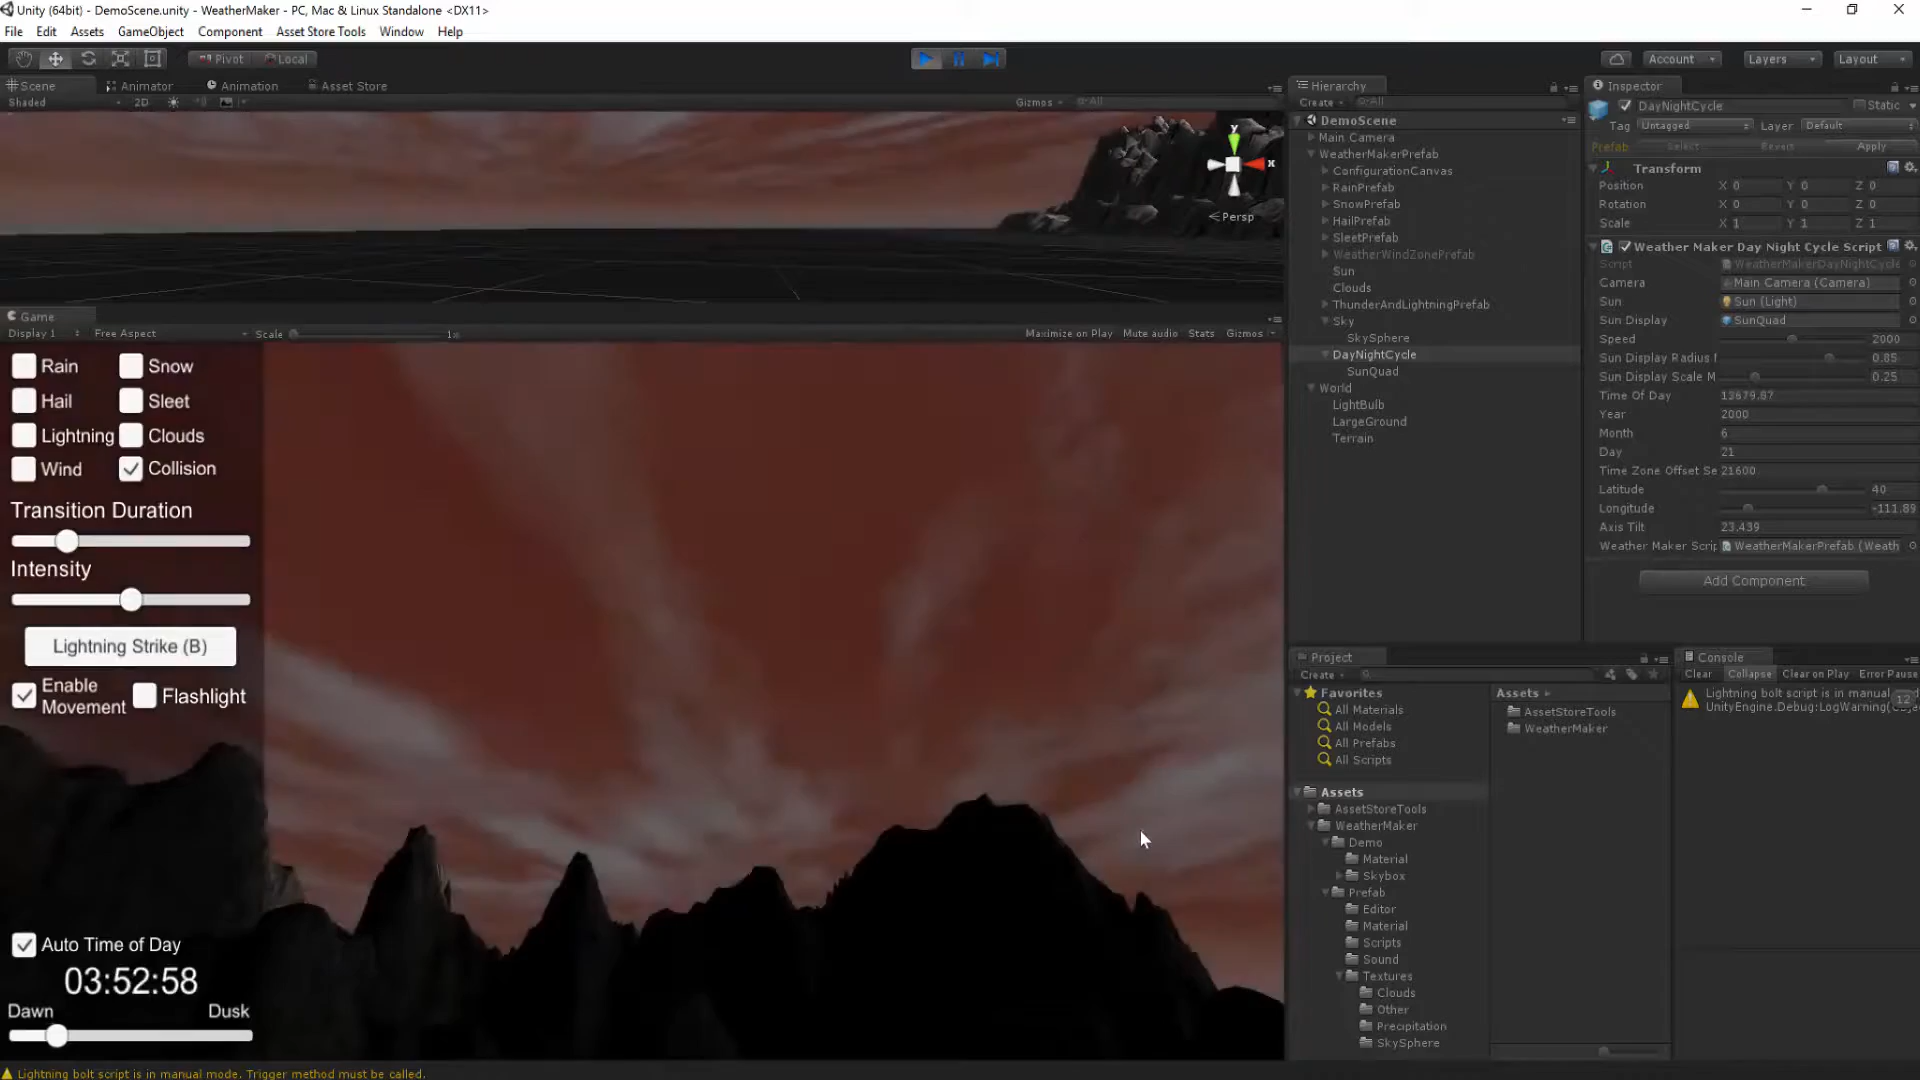 Unity (64bit) - DemoScene.unity - WeatherMaker - PC, Mac & Linux Standalone <DX11>
File Edit Assets GameObject Component Asset Store Tools Window Help
Pivot Local
Account Layers Layout
Scene Animator Animation Asset Store
Shaded 2D Gizmos All
y
x
Persp
Game
Display 1 Free Aspect Scale 1x Maximize on Play Mute audio Stats Gizmos
Rain Snow
Hail Sleet
Lightning Clouds
Wind Collision
Transition Duration
Intensity
Lightning Strike (B)
Enable Movement Flashlight
Auto Time of Day
03:52:58
Dawn Dusk
Hierarchy
Create All
DemoScene
Main Camera
WeatherMakerPrefab
ConfigurationCanvas
RainPrefab
SnowPrefab
HailPrefab
SleetPrefab
WeatherWindZonePrefab
Sun
Clouds
ThunderAndLightningPrefab
Sky
SkySphere
DayNightCycle
SunQuad
World
LightBulb
LargeGround
Terrain
Inspector
DayNightCycle Static
Tag Untagged Layer Default
Prefab Select Revert Apply
Transform
Position X 0 Y 0 Z 0
Rotation X 0 Y 0 Z 0
Scale X 1 Y 1 Z 1
Weather Maker Day Night Cycle Script
Script WeatherMakerDayNightCycle
Camera Main Camera (Camera)
Sun Sun (Light)
Sun Display SunQuad
Speed 2000
Sun Display Radius 0.85
Sun Display Scale M 0.25
Time Of Day 13679.87
Year 2000
Month 6
Day 21
Time Zone Offset Se 21600
Latitude 40
Longitude -111.89
Axis Tilt 23.439
Weather Maker Scrip WeatherMakerPrefab (Weath
Add Component
Project
Create
Favorites
All Materials
All Models
All Prefabs
All Scripts
Assets
AssetStoreTools
WeatherMaker
Demo
Material
Skybox
Prefab
Editor
Material
Scripts
Sound
Textures
Clouds
Other
Precipitation
SkySphere
Assets
AssetStoreTools
WeatherMaker
Console
Clear Collapse Clear on Play Error Pause
Lightning bolt script is in manual 12
UnityEngine.Debug:LogWarning(
Lightning bolt script is in manual mode. Trigger method must be called.